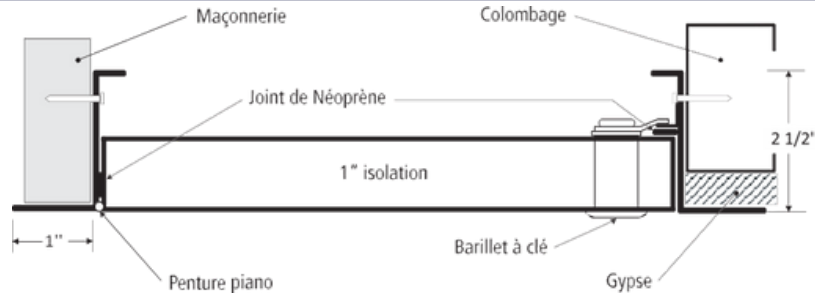 Maçonnerie
Colombage
Joint de Néoprène
2 1/2"
1" isolation
1"
Barillet à clé
Penture piano
Gypse